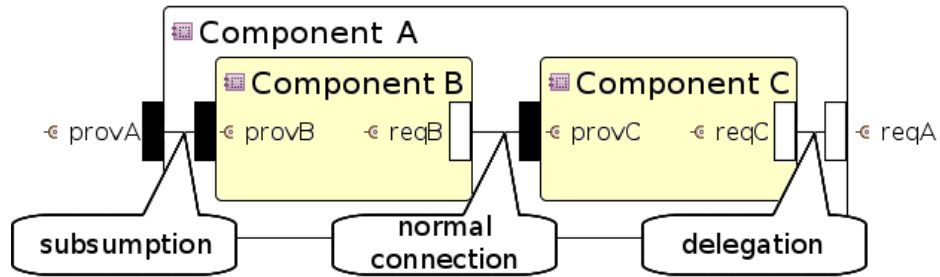 Component A
Component B
Component C
provA
provB
reqB
provC
reqC
reqA
subsumption
normal
connection
delegation